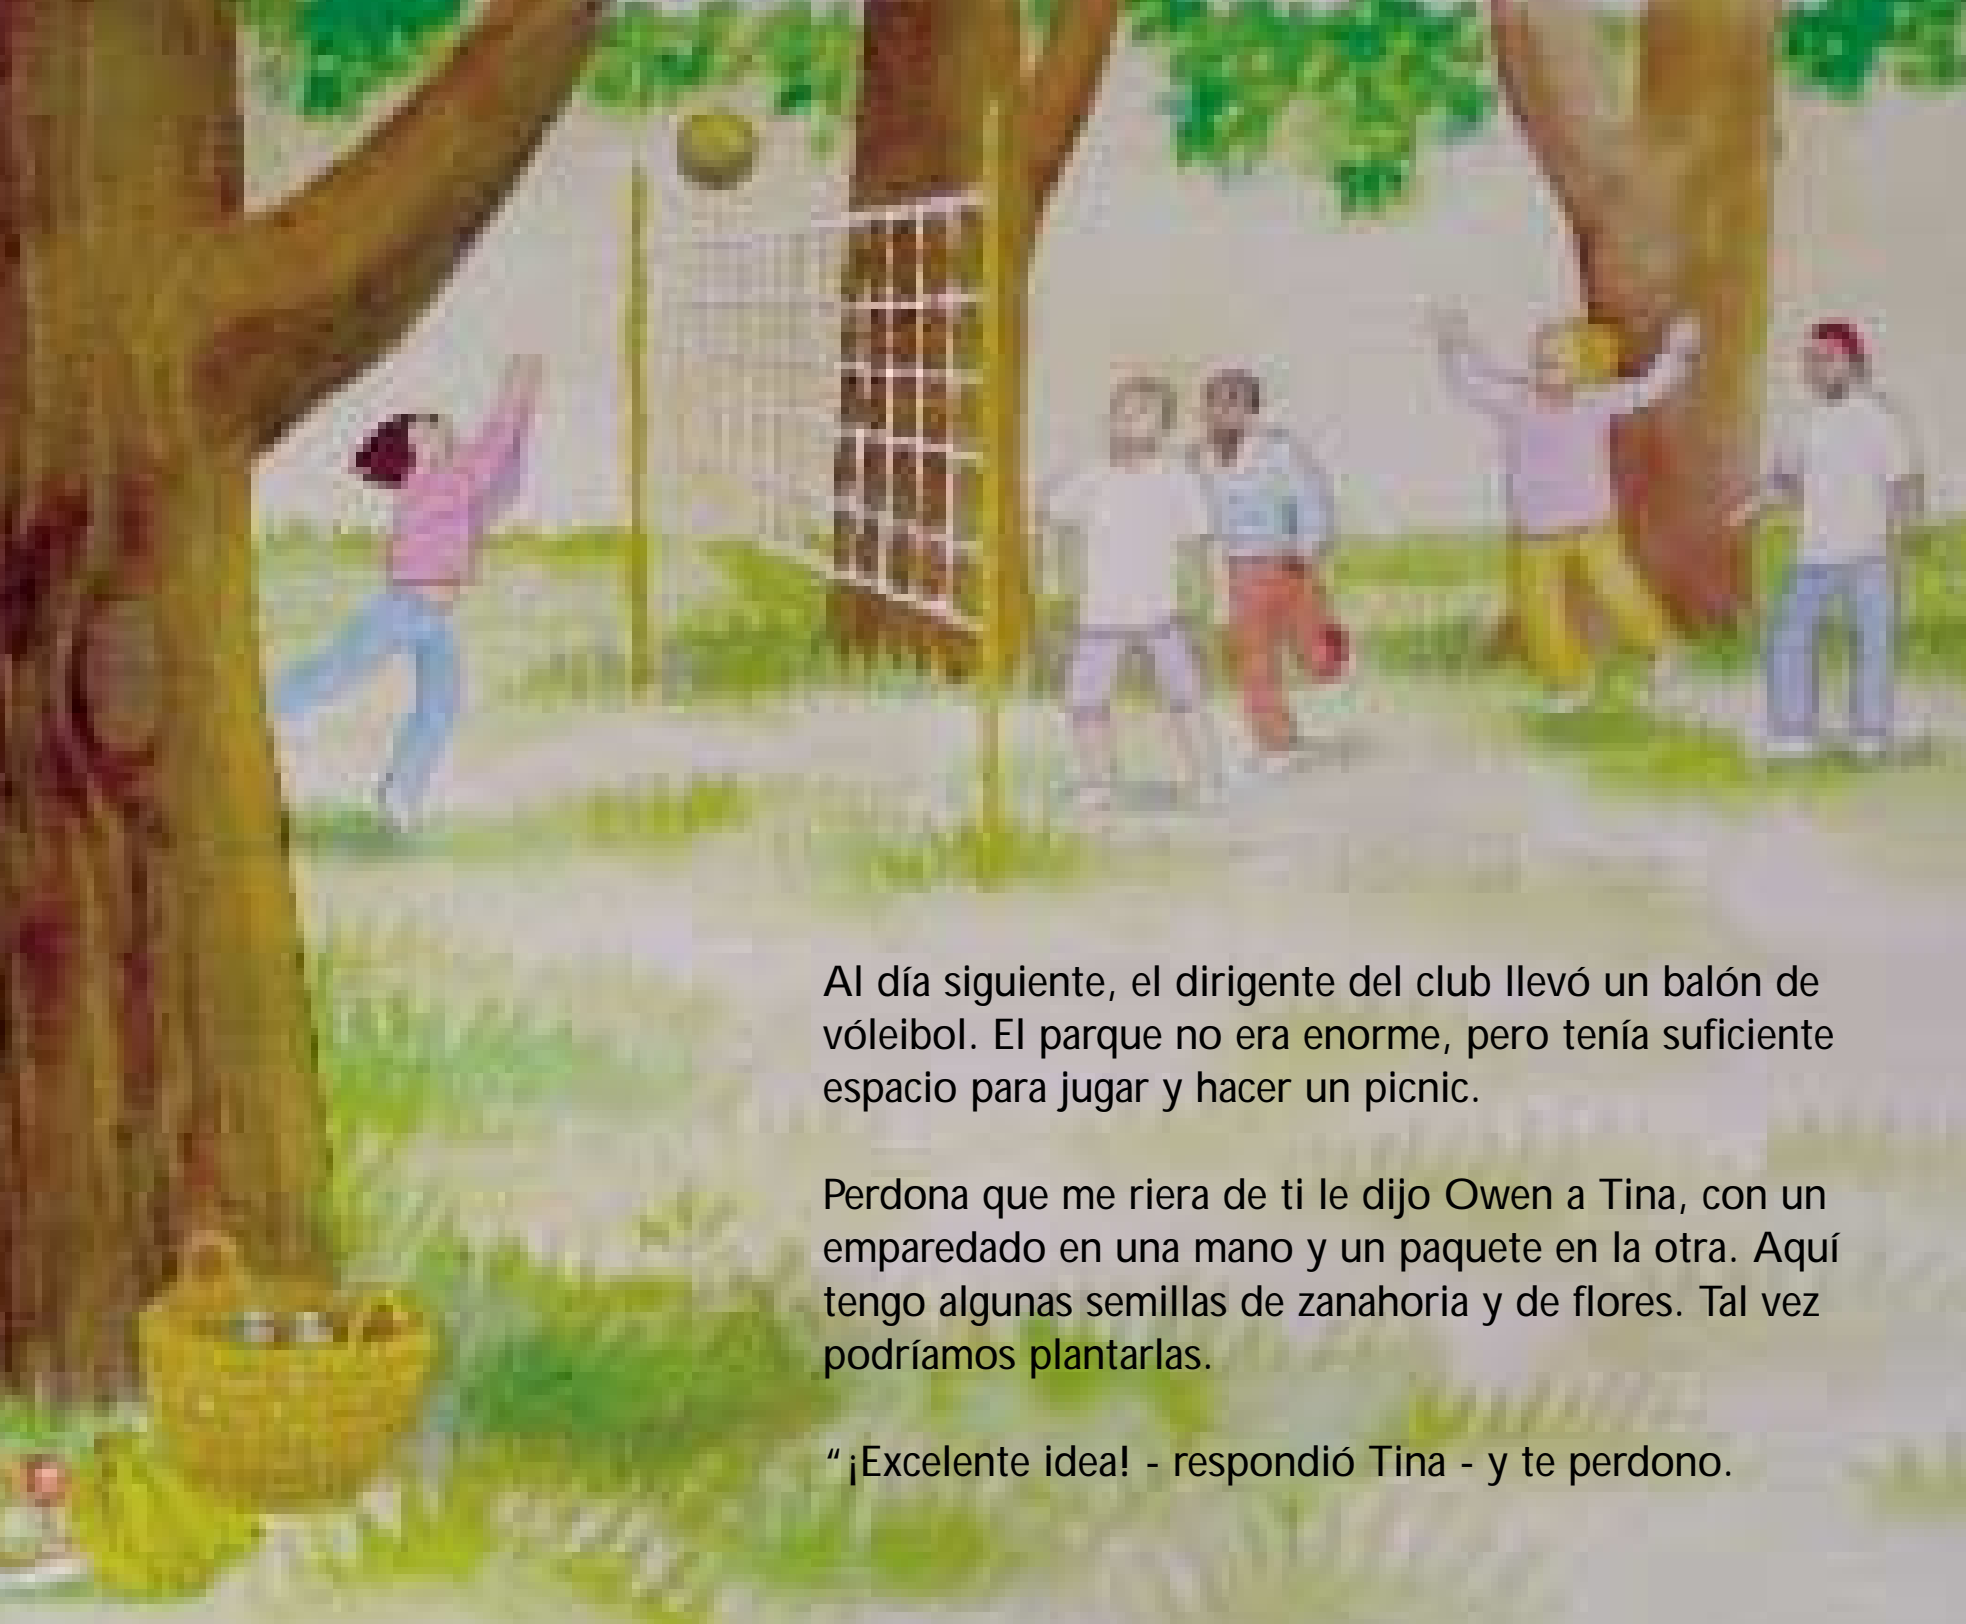 Al día siguiente, el dirigente del club llevó un balón de
vóleibol. El parque no era enorme, pero tenía suficiente
espacio para jugar y hacer un picnic.
Perdona que me riera de ti le dijo Owen a Tina, con un
emparedado en una mano y un paquete en la otra. Aquí
tengo algunas semillas de zanahoria y de flores. Tal vez
podríamos plantarlas.
“¡Excelente idea! - respondió Tina - y te perdono.